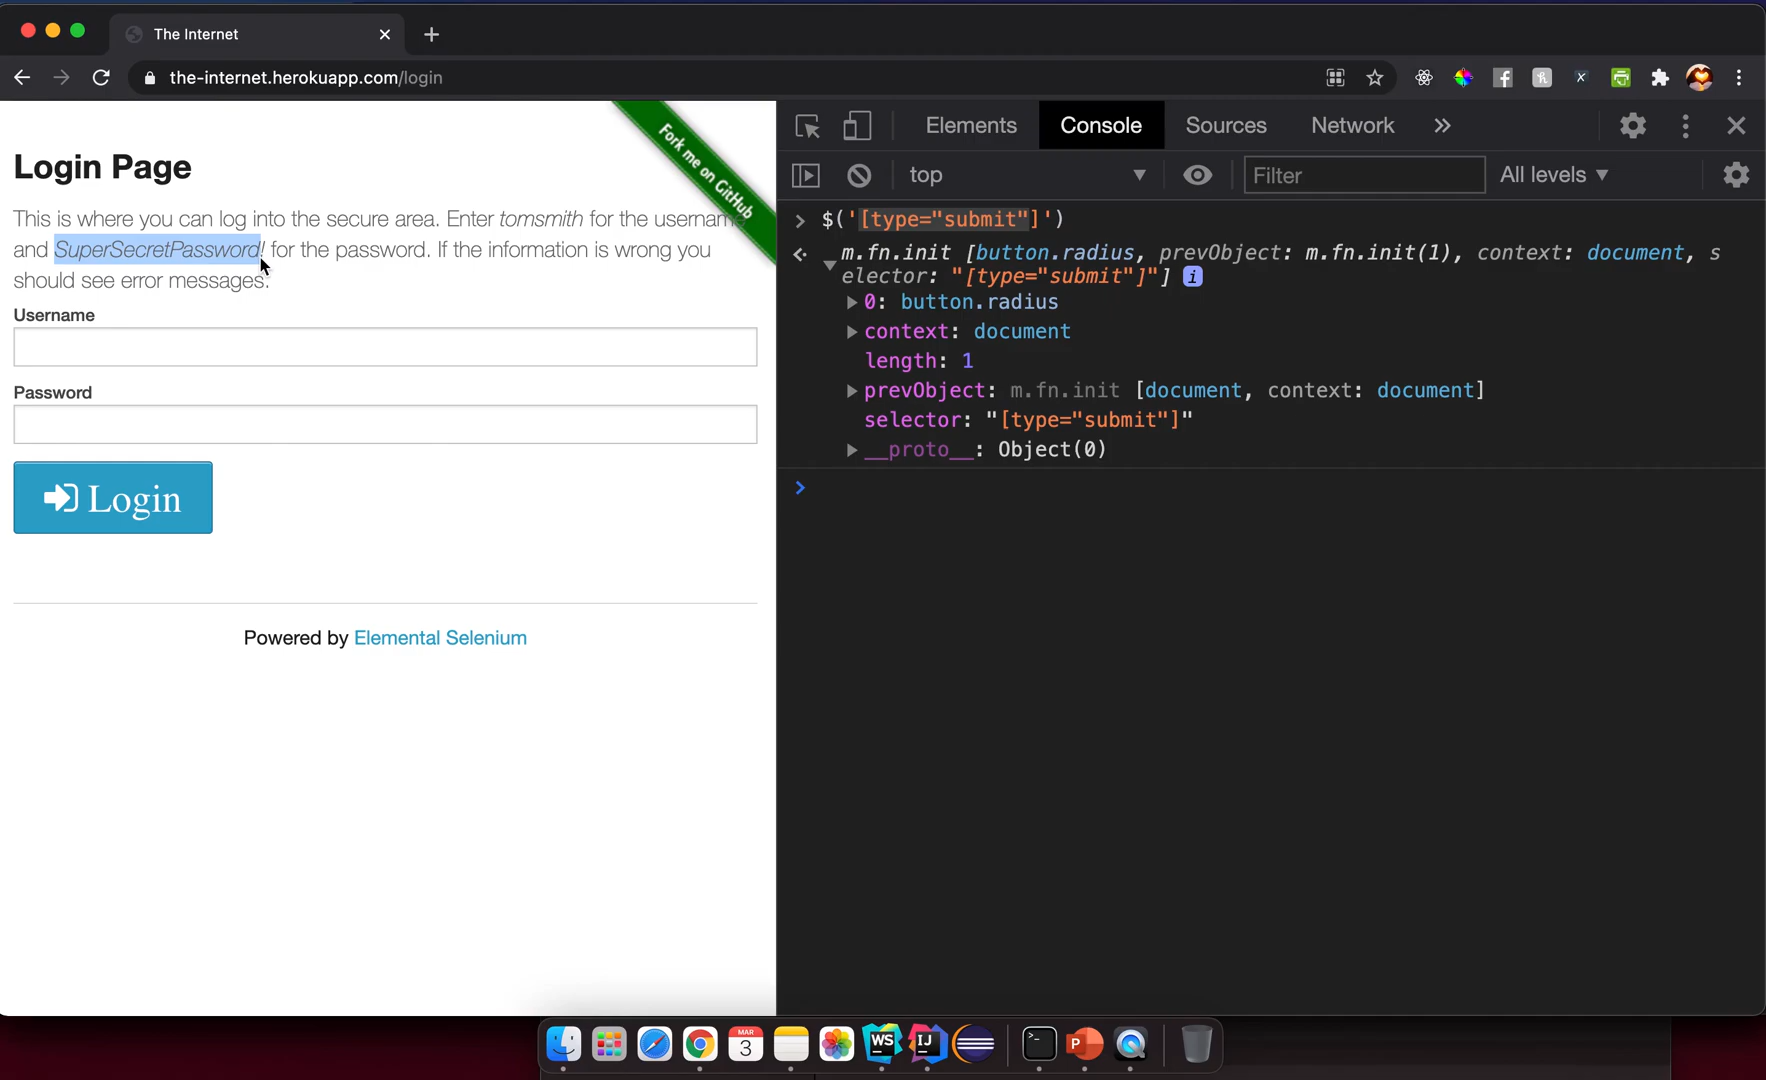 The Internet
the-internet.herokuapp.com/login
Login Page
This is where you can log into the secure area. Enter tomsmith for the username
and SuperSecretPassword! for the password. If the information is wrong you
should see error messages.
Fork me on GitHub
Username
Password
Login
Powered by Elemental Selenium
Elements Console Sources Network
top Filter All levels
$('[type="submit"]')
m.fn.init [button.radius, prevObject: m.fn.init(1), context: document, s
elector: "[type="submit"]"]
0: button.radius
context: document
length: 1
prevObject: m.fn.init [document, context: document]
selector: "[type="submit"]"
__proto__: Object(0)
MAR
3
WS
IJ
P